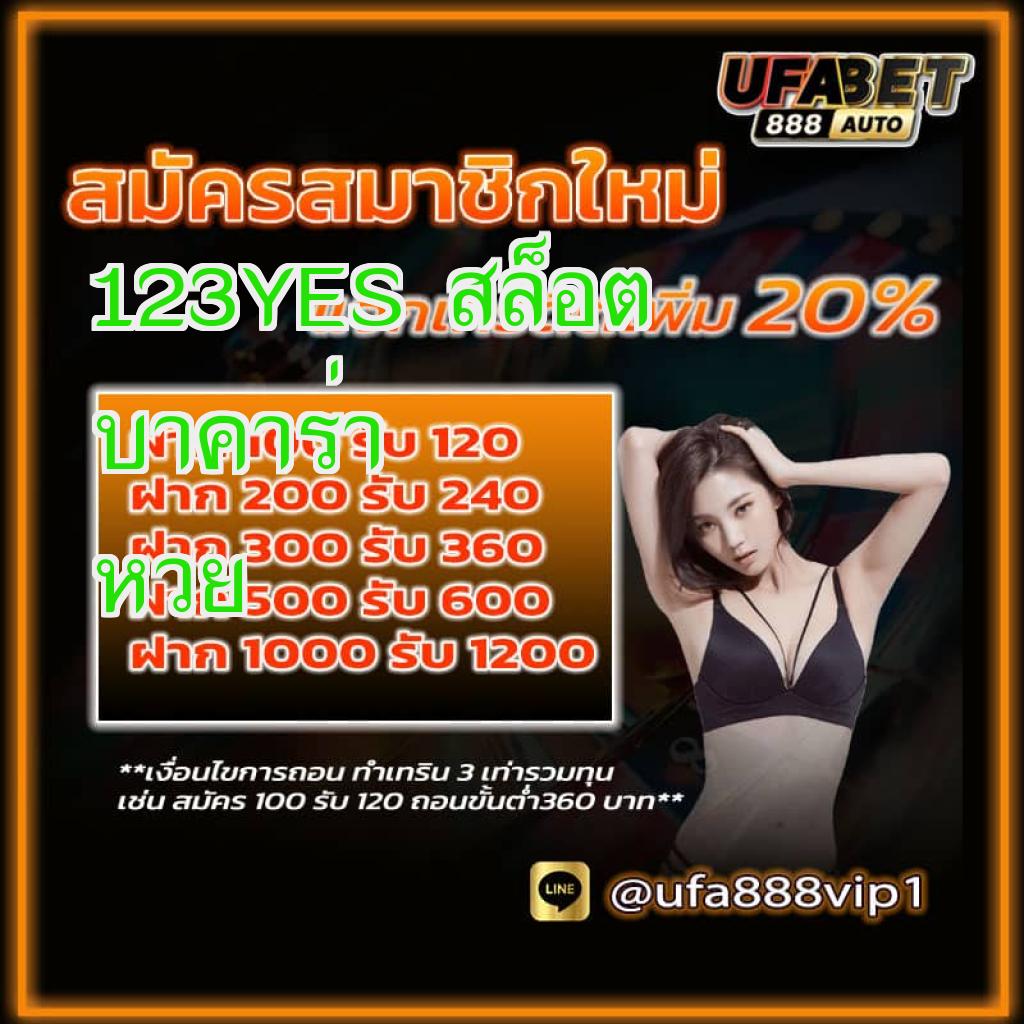 UFABET
888 AUTO
สมัครสมาชิกใหม่
123YES สล็อต
เพิ่ม 20%
บาคาร่า
รับ 120
ฝาก 200 รับ 240
ฝาก 300 รับ 360
หวย
500 รับ 600
ฝาก 1000 รับ 1200
**เงื่อนไขการถอน ทำเทริน 3 เท่ารวมทุน
เช่น สมัคร 100 รับ 120 ถอนขั้นต่ำ360 บาท**
LINE @ufa888vip1